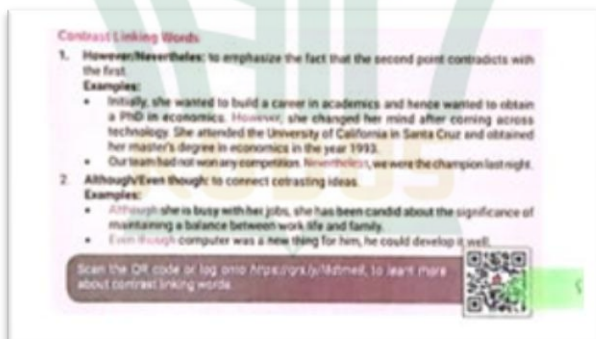 Contrast Linking Words
1. However/Nevertheless: to emphasize the fact that the second point contradicts with
the first.
Examples:
• Initially, she wanted to build a career in academics and hence wanted to obtain
a PhD in economics. However, she changed her mind after coming across
technology. She attended the University of California in Santa Cruz and obtained
her master's degree in economics in the year 1993.
• Our team had not won any competition. Nevertheless, we were the champion last night.
2. Although/Even though: to connect cotrasting ideas.
Examples:
• Although she is busy with her jobs, she has been candid about the significance of
maintaining a balance between work life and family.
• Even though computer was a new thing for him, he could develop it well.
Scan the QR code or log onto to learn more
about contrast linking words.